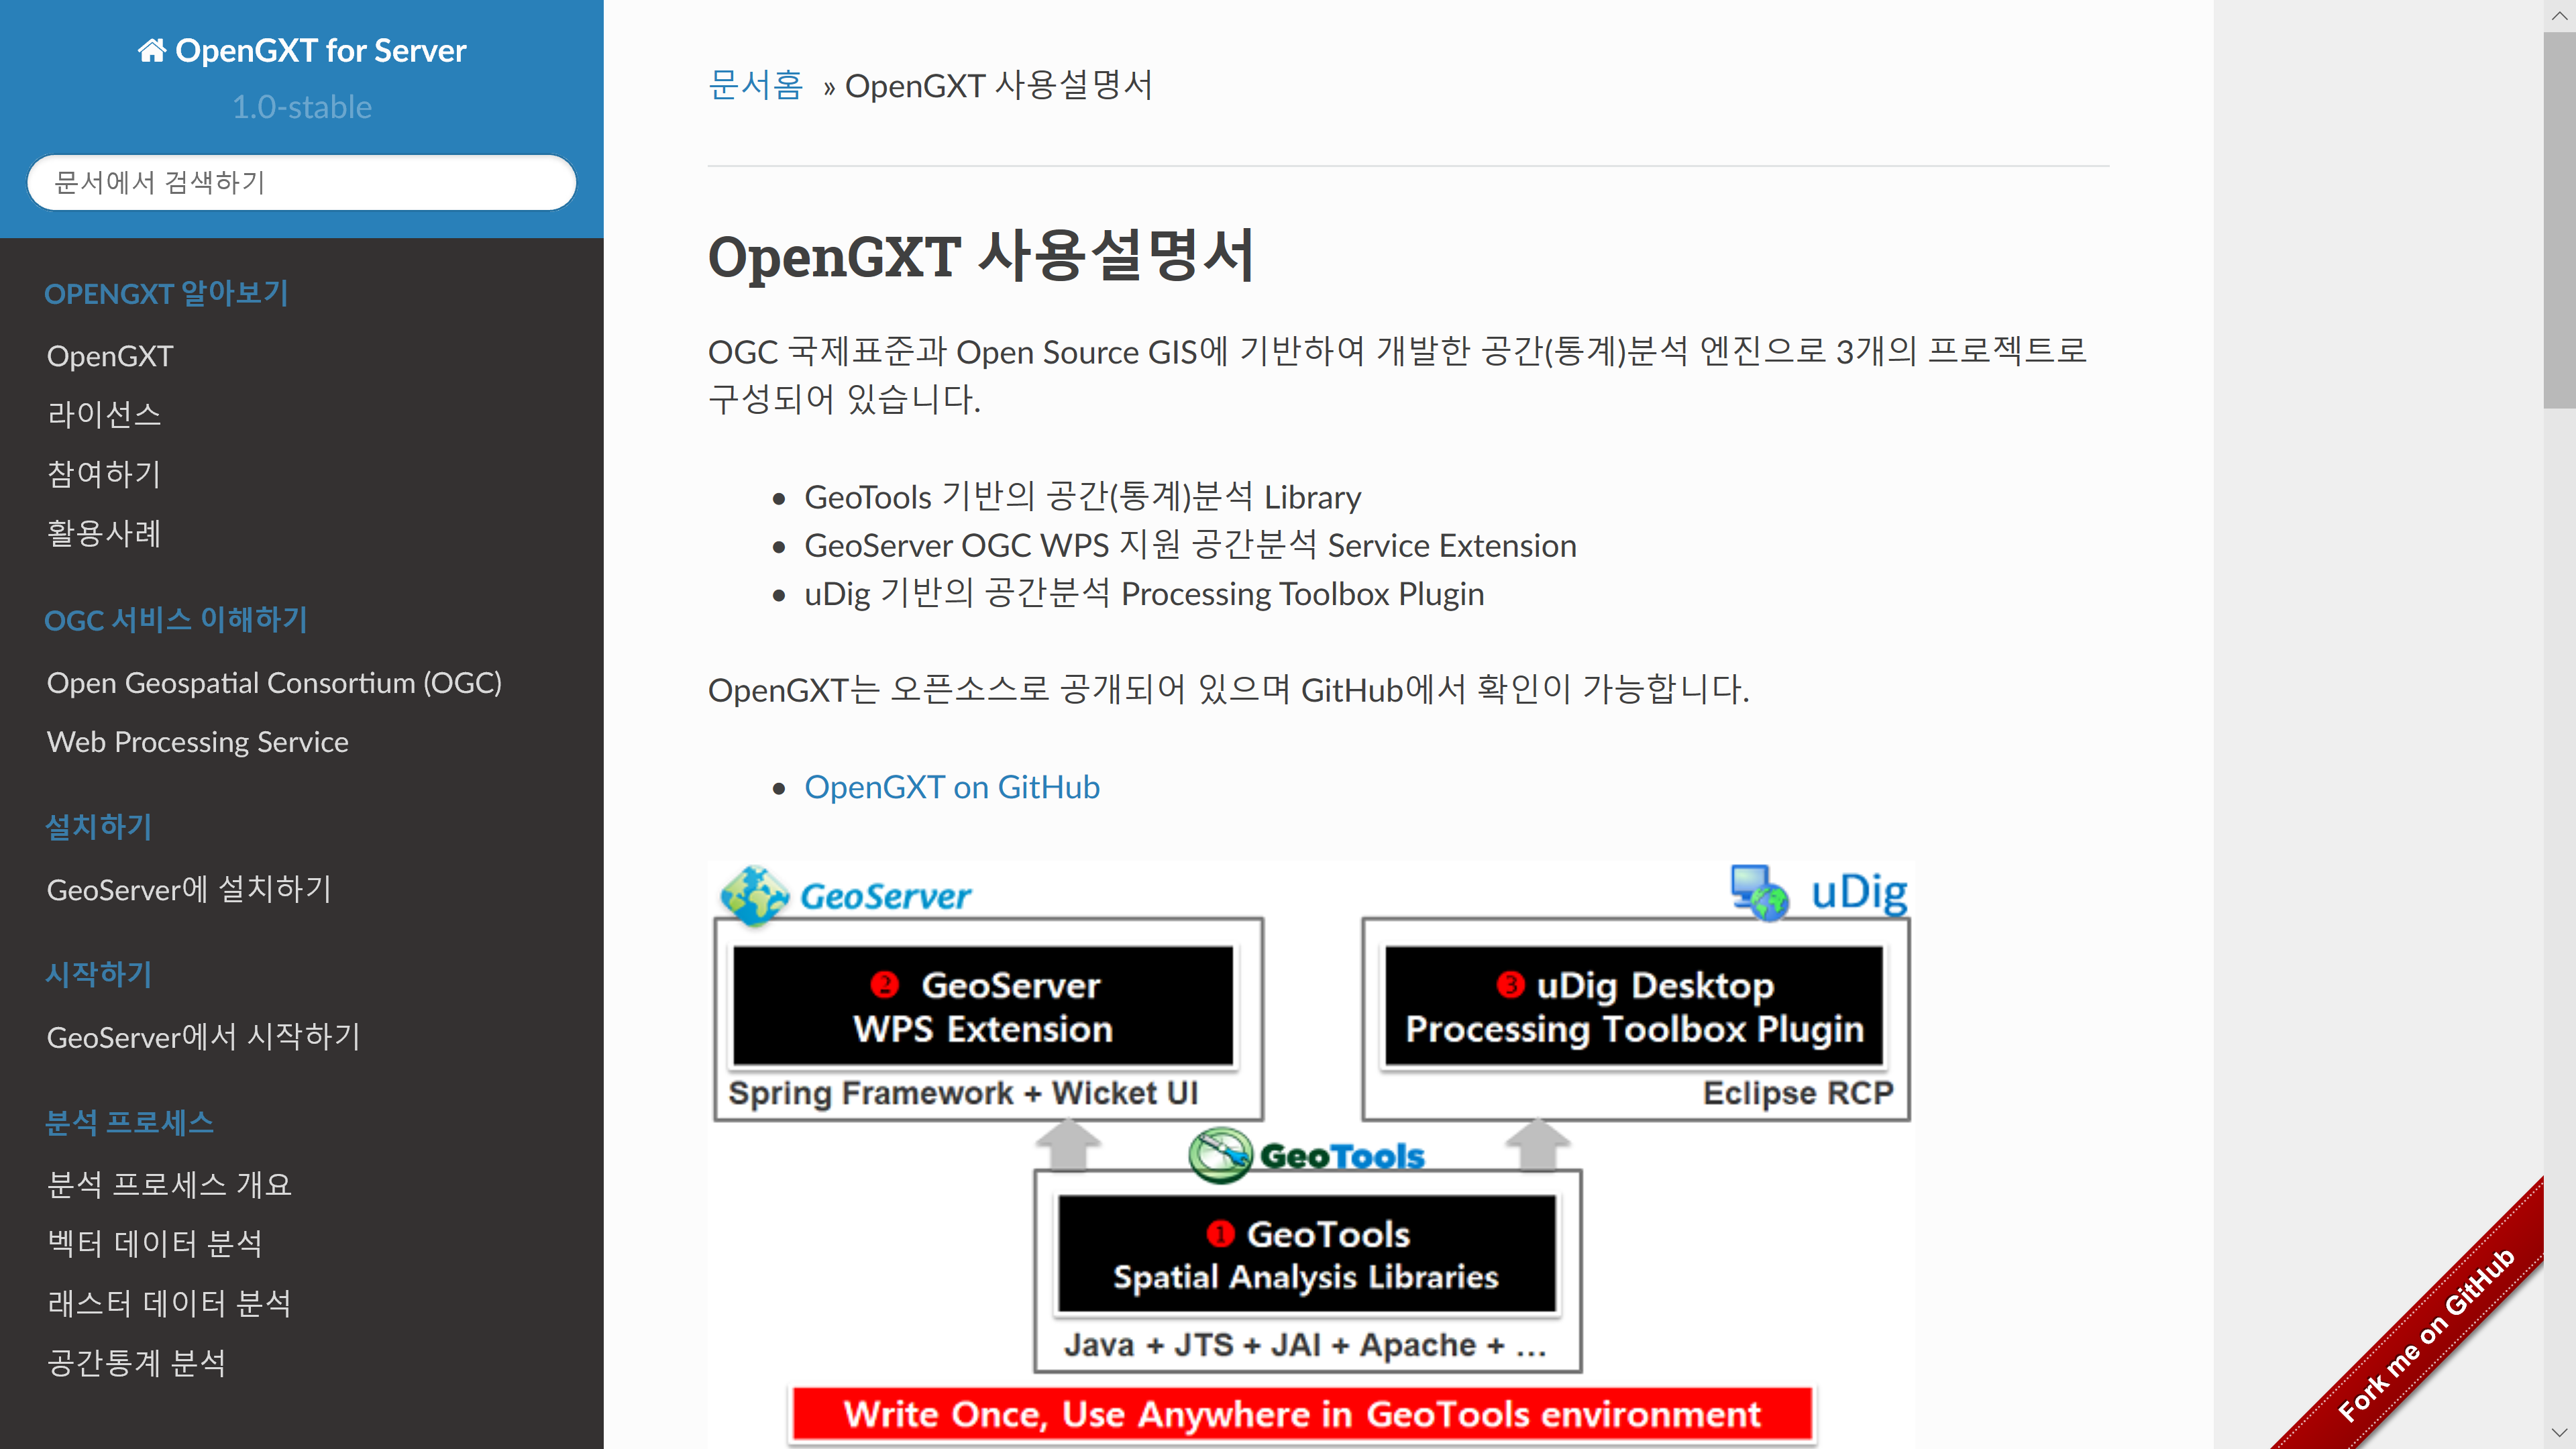 OpenGXT for Server
1.0-stable
문서에서 검색하기
OPENGXT 알아보기
OpenGXT
라이선스
참여하기
활용사례
OGC 서비스 이해하기
Open Geospatial Consortium (OGC)
Web Processing Service
설치하기
GeoServer에 설치하기
시작하기
GeoServer에서 시작하기
분석 프로세스
분석 프로세스 개요
벡터 데이터 분석
래스터 데이터 분석
공간통계 분석
문서홈 » OpenGXT 사용설명서
OpenGXT 사용설명서
OGC 국제표준과 Open Source GIS에 기반하여 개발한 공간(통계)분석 엔진으로 3개의 프로젝트로
구성되어 있습니다.
• GeoTools 기반의 공간(통계)분석 Library
• GeoServer OGC WPS 지원 공간분석 Service Extension
• uDig 기반의 공간분석 Processing Toolbox Plugin
OpenGXT는 오픈소스로 공개되어 있으며 GitHub에서 확인이 가능합니다.
• OpenGXT on GitHub
GeoServer
❷ GeoServer
WPS Extension
Spring Framework + Wicket UI
uDig
❸ uDig Desktop
Processing Toolbox Plugin
Eclipse RCP
GeoTools
❶ GeoTools
Spatial Analysis Libraries
Java + JTS + JAI + Apache + ...
Write Once, Use Anywhere in GeoTools environment
Fork me on GitHub